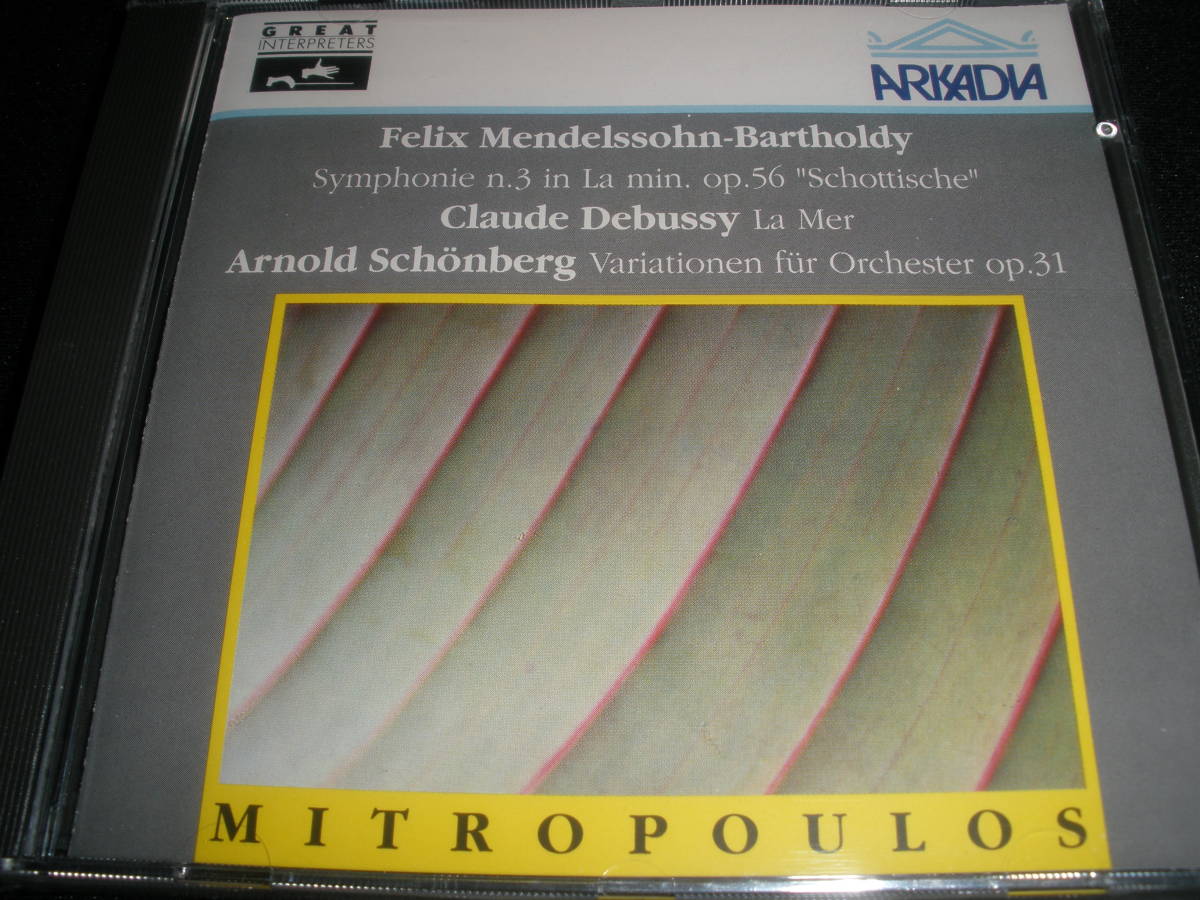 GREAT
INTERPRETERS
ARKADIA
Felix Mendelssohn-Bartholdy
Symphonie n.3 in La min. op.56 "Schottische"
Claude Debussy La Mer
Arnold Schönberg Variationen für Orchester op.31
MITROPOULOS